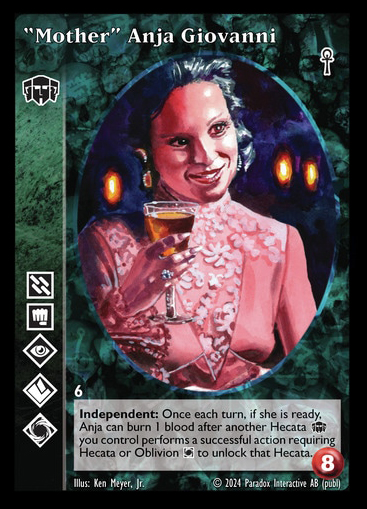 "Mother" Anja Giovanni
6
Independent: Once each turn, if she is ready,
Anja can burn 1 blood after another Hecata
you control performs a successful action requiring
Hecata or Oblivion to unlock that Hecata.
8
Illus: Ken Meyer, Jr. © 2024 Paradox Interactive AB (publ)